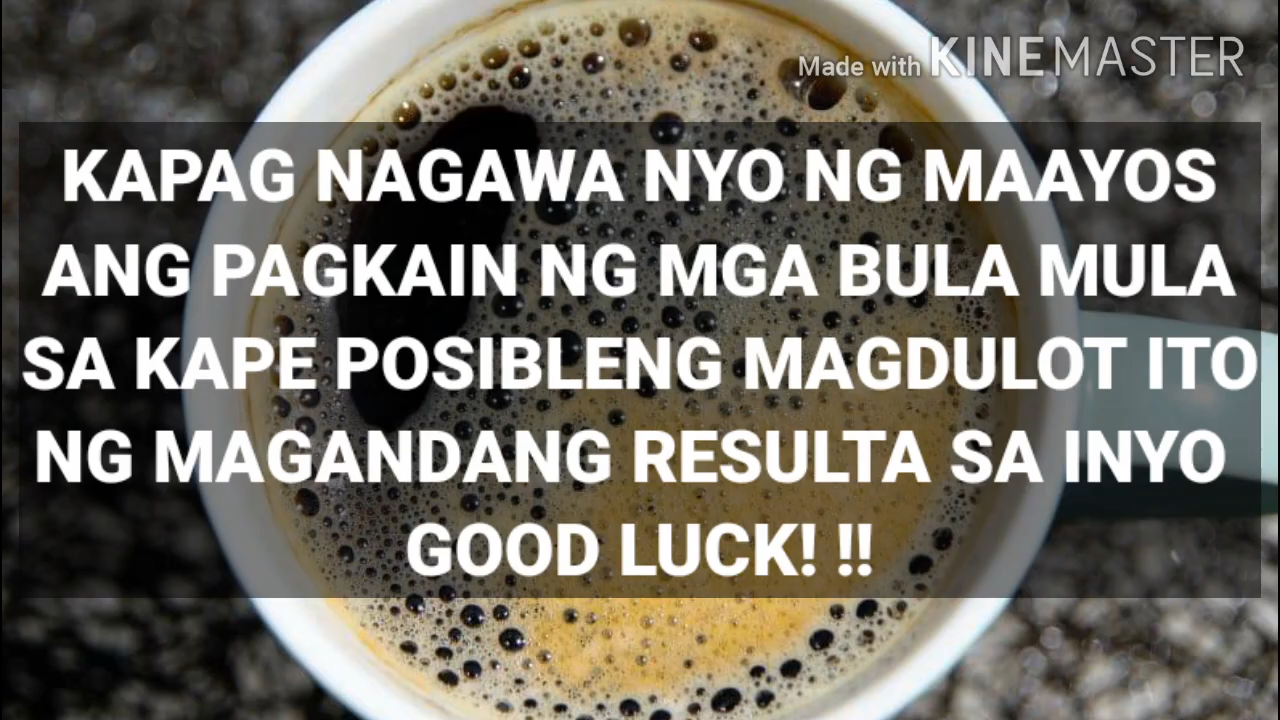 Made with KINEMASTER
KAPAG NAGAWA NYO NG MAAYOS
ANG PAGKAIN NG MGA BULA MULA
SA KAPE POSIBLENG MAGDULOT ITO
NG MAGANDANG RESULTA SA INYO
GOOD LUCK! !!